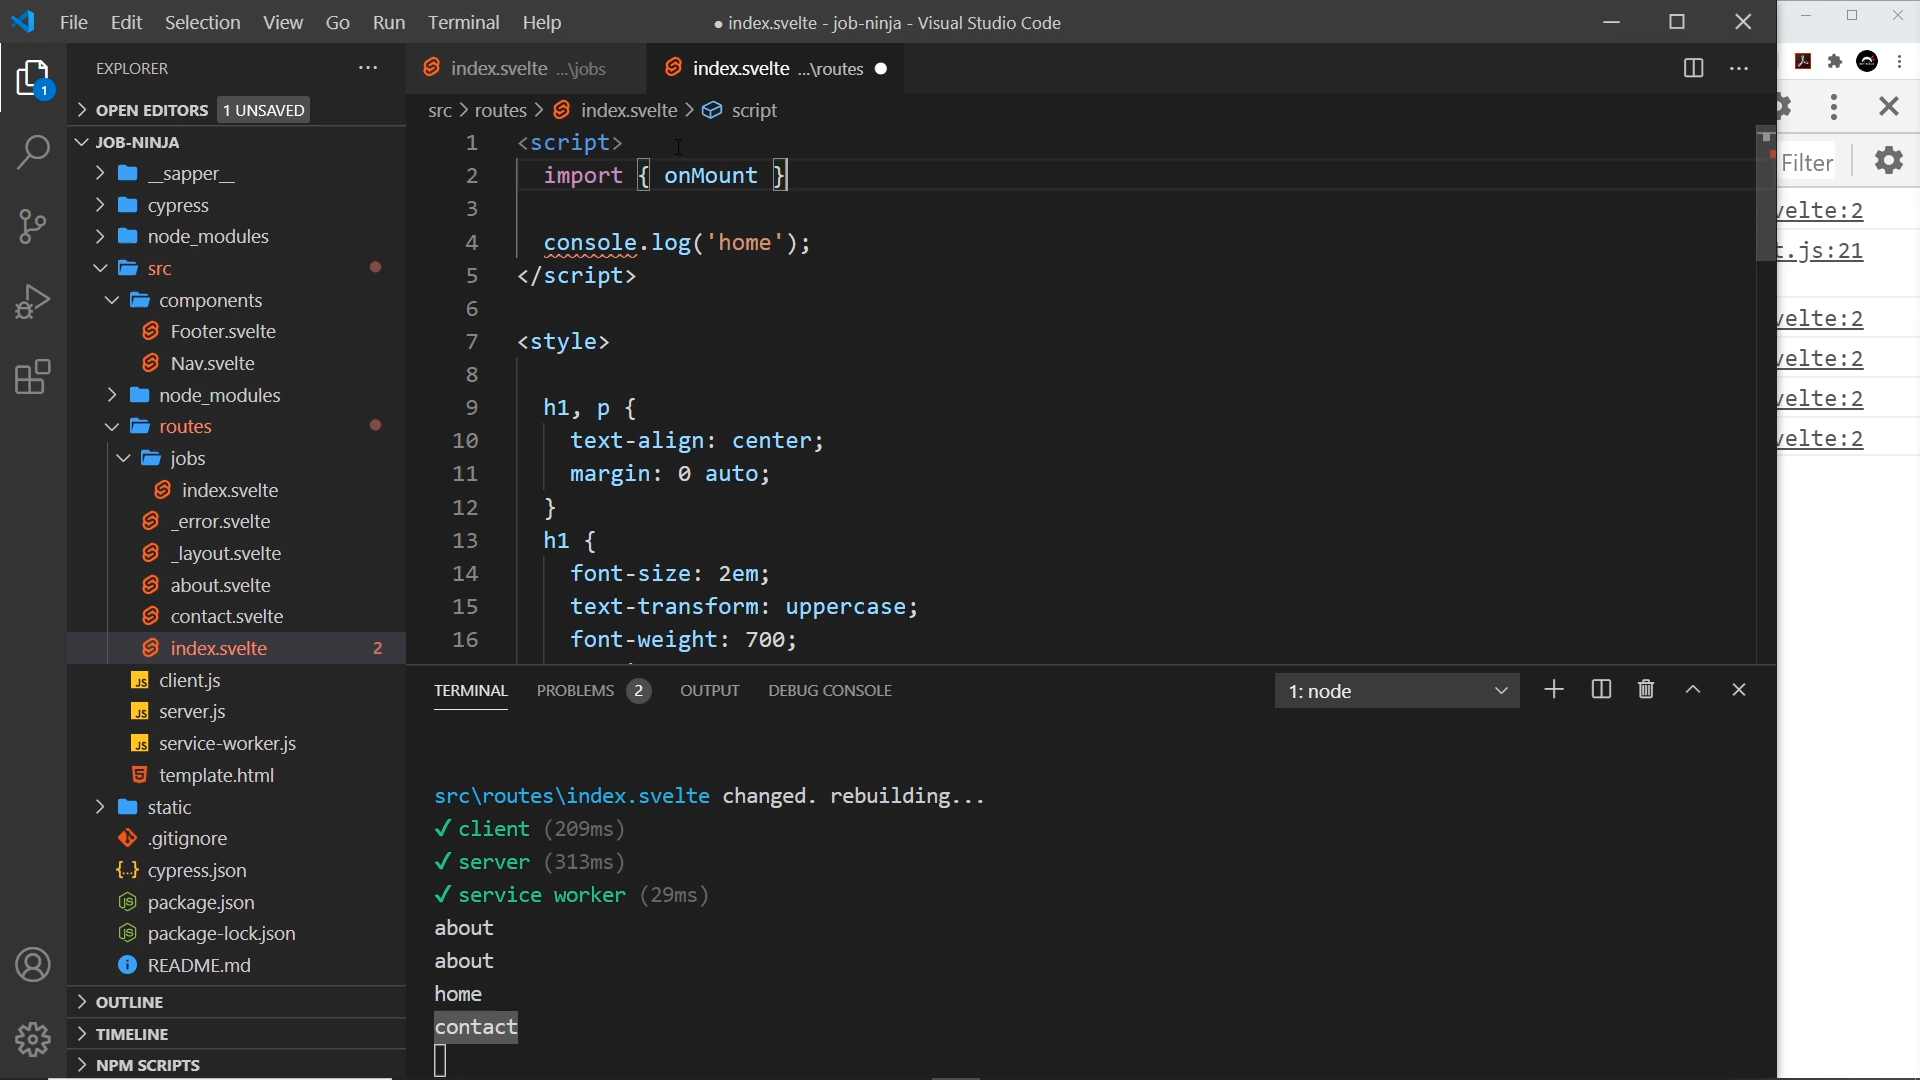 File Edit Selection View Go Run Terminal Help
● index.svelte - job-ninja - Visual Studio Code
EXPLORER
1
OPEN EDITORS 1 UNSAVED
JOB-NINJA
__sapper__
cypress
node_modules
src
components
Footer.svelte
Nav.svelte
node_modules
routes
jobs
index.svelte
_error.svelte
_layout.svelte
about.svelte
contact.svelte
index.svelte 2
JS client.js
JS server.js
JS service-worker.js
template.html
static
.gitignore
{..} cypress.json
package.json
package-lock.json
README.md
OUTLINE
TIMELINE
NPM SCRIPTS
index.svelte ...\jobs
index.svelte ...\routes ●
src > routes > index.svelte > script
1 <script>
2 import { onMount }
3
4 console.log('home');
5 </script>
6
7 <style>
8
9 h1, p {
10 text-align: center;
11 margin: 0 auto;
12 }
13 h1 {
14 font-size: 2em;
15 text-transform: uppercase;
16 font-weight: 700;
TERMINAL PROBLEMS 2 OUTPUT DEBUG CONSOLE
1: node
src\routes\index.svelte changed. rebuilding...
✓ client (209ms)
✓ server (313ms)
✓ service worker (29ms)
about
about
home
contact
Filter
velte:2
t.js:21
velte:2
velte:2
velte:2
velte:2